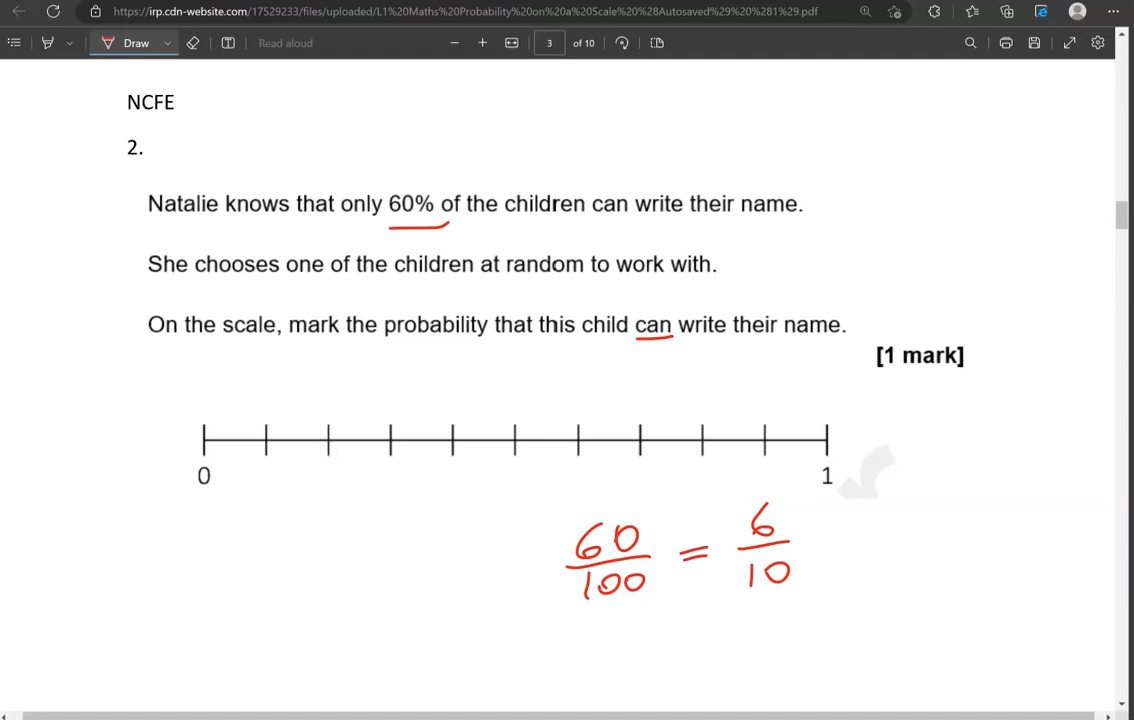 https://irp.cdn-website.com/17529233/files/uploaded/L1%20Maths%20Probability%20on%20a%20Scale%20%28Autosaved%29%20%281%29.pdf
Draw
Read aloud
3 of 10
NCFE
2.
Natalie knows that only 60% of the children can write their name.
She chooses one of the children at random to work with.
On the scale, mark the probability that this child can write their name.
[1 mark]
0 1
60/100 = 6/10